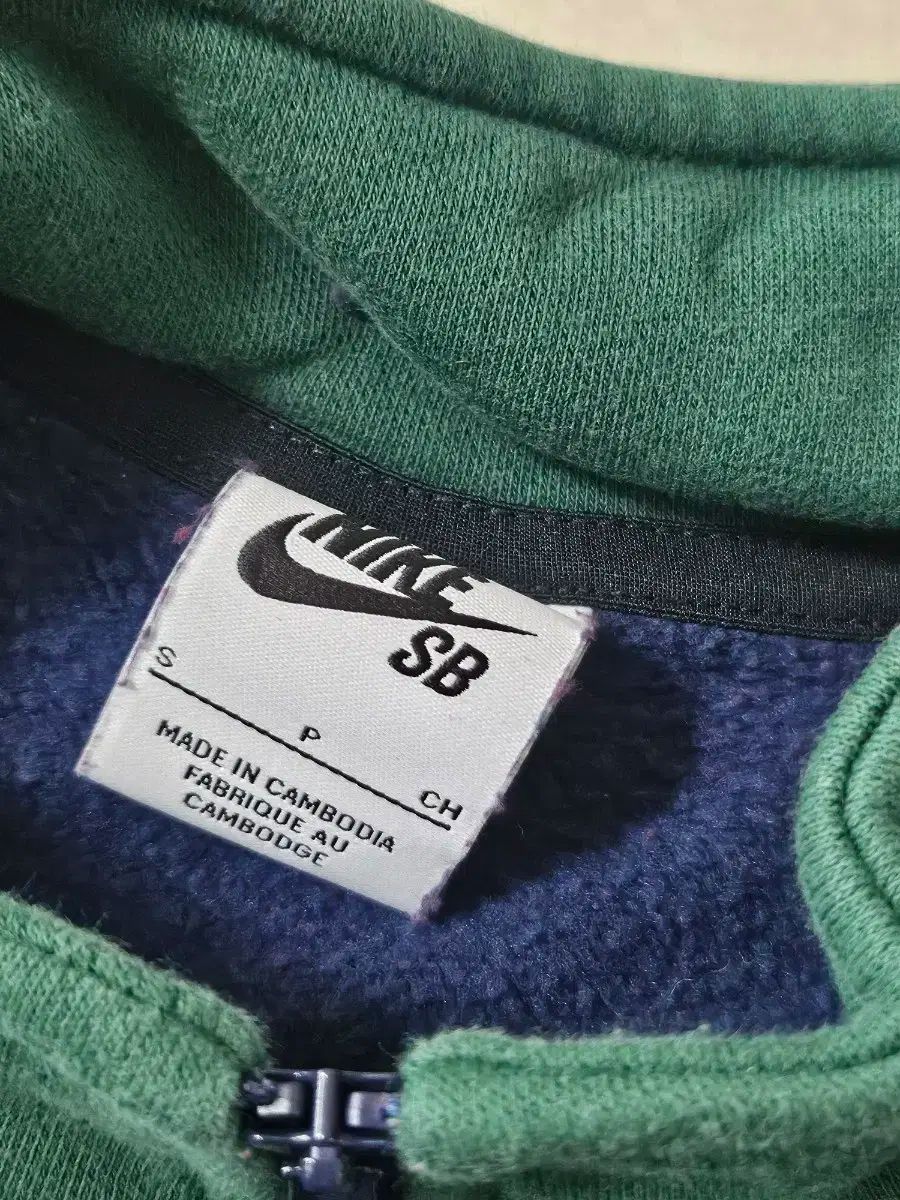 NIKE
SB
S
P
CH
MADE IN CAMBODIA
FABRIQUE AU
CAMBODGE